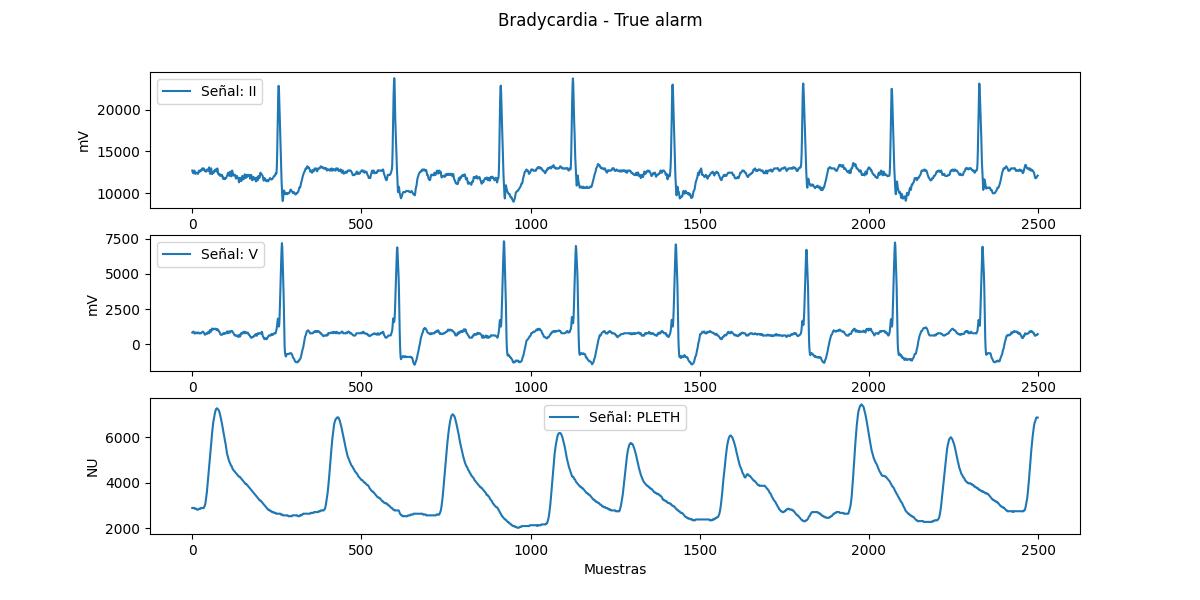 Bradycardia - True alarm
Señal: II
mV
20000
15000
10000
0 500 1000 1500 2000 2500
Señal: V
mV
7500
5000
2500
0
0 500 1000 1500 2000 2500
Señal: PLETH
NU
6000
4000
2000
0 500 1000 1500 2000 2500
Muestras